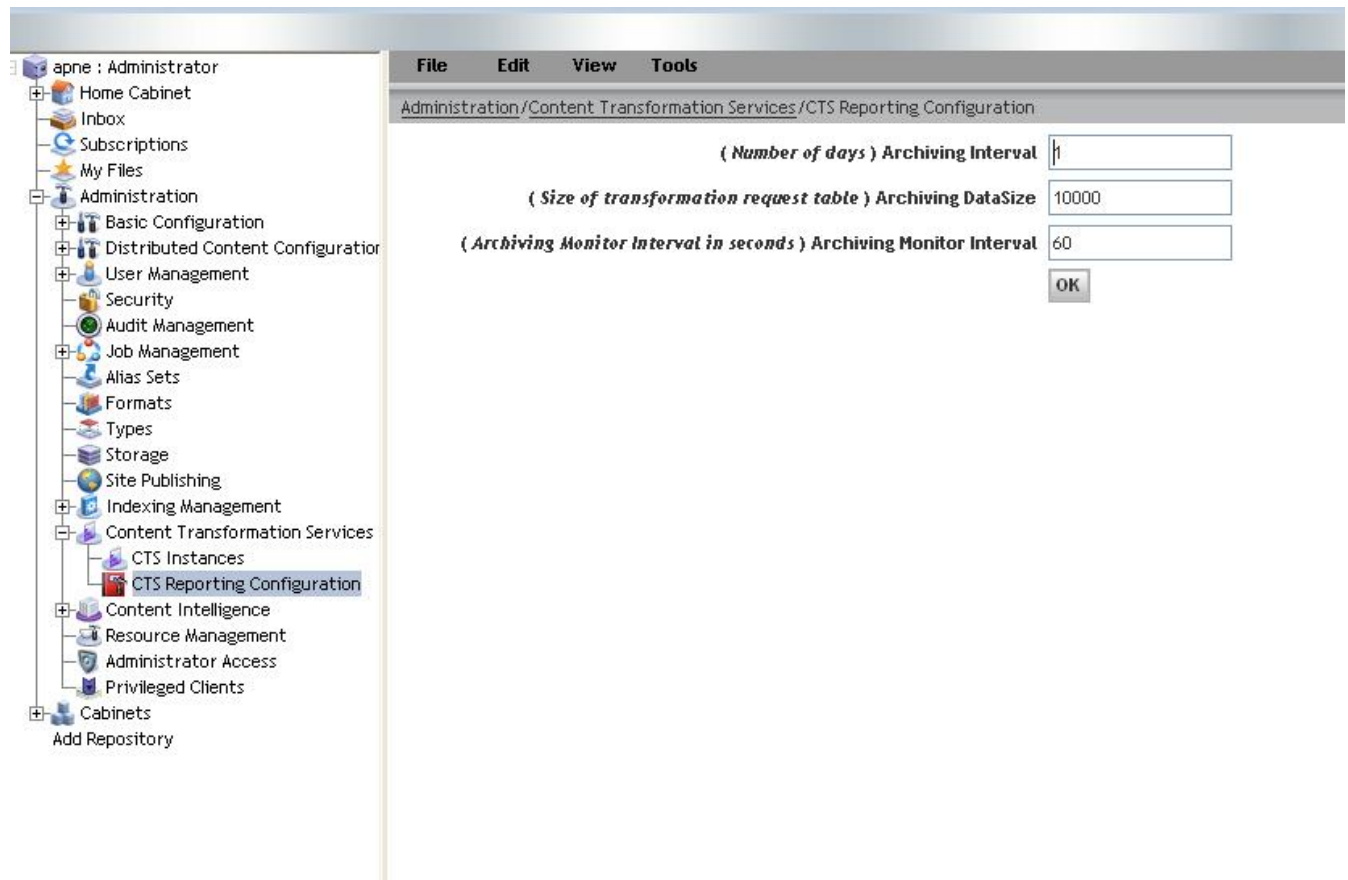 apne : Administrator
Home Cabinet
Inbox
Subscriptions
My Files
Administration
Basic Configuration
Distributed Content Configuration
User Management
Security
Audit Management
Job Management
Alias Sets
Formats
Types
Storage
Site Publishing
Indexing Management
Content Transformation Services
CTS Instances
CTS Reporting Configuration
Content Intelligence
Resource Management
Administrator Access
Privileged Clients
Cabinets
Add Repository
File Edit View Tools
Administration/Content Transformation Services/CTS Reporting Configuration
( Number of days ) Archiving Interval 1
( Size of transformation request table ) Archiving DataSize 10000
( Archiving Monitor Interval in seconds ) Archiving Monitor Interval 60
OK